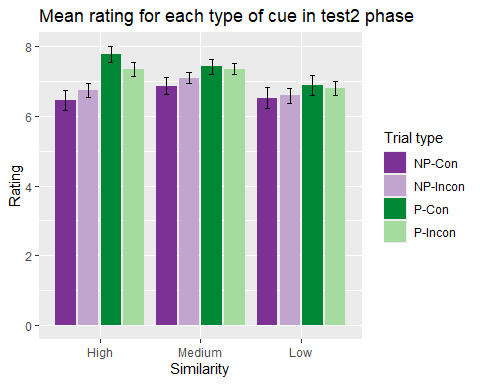 Mean rating for each type of cue in test2 phase
8
6
4
2
0
Rating
High
Medium
Low
Similarity
Trial type
NP-Con
NP-Incon
P-Con
P-Incon